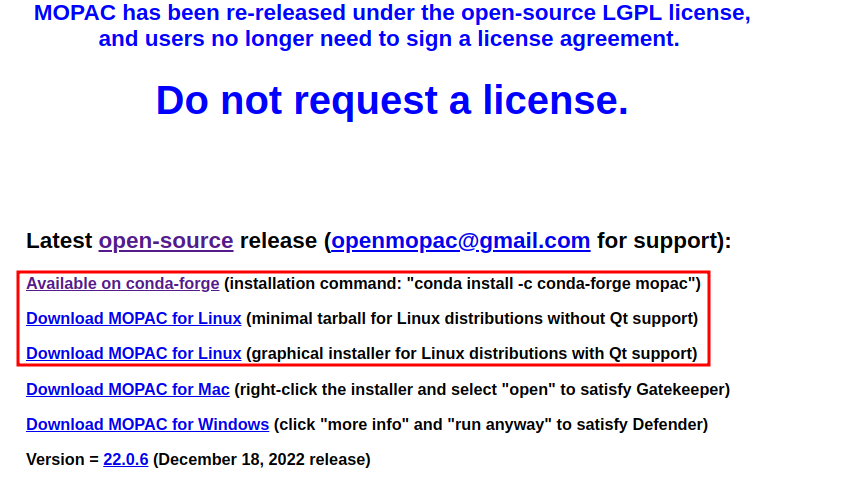 MOPAC has been re-released under the open-source LGPL license,
and users no longer need to sign a license agreement.
Do not request a license.
Latest open-source release (openmopac@gmail.com for support):
Available on conda-forge (installation command: "conda install -c conda-forge mopac")
Download MOPAC for Linux (minimal tarball for Linux distributions without Qt support)
Download MOPAC for Linux (graphical installer for Linux distributions with Qt support)
Download MOPAC for Mac (right-click the installer and select "open" to satisfy Gatekeeper)
Download MOPAC for Windows (click "more info" and "run anyway" to satisfy Defender)
Version = 22.0.6 (December 18, 2022 release)